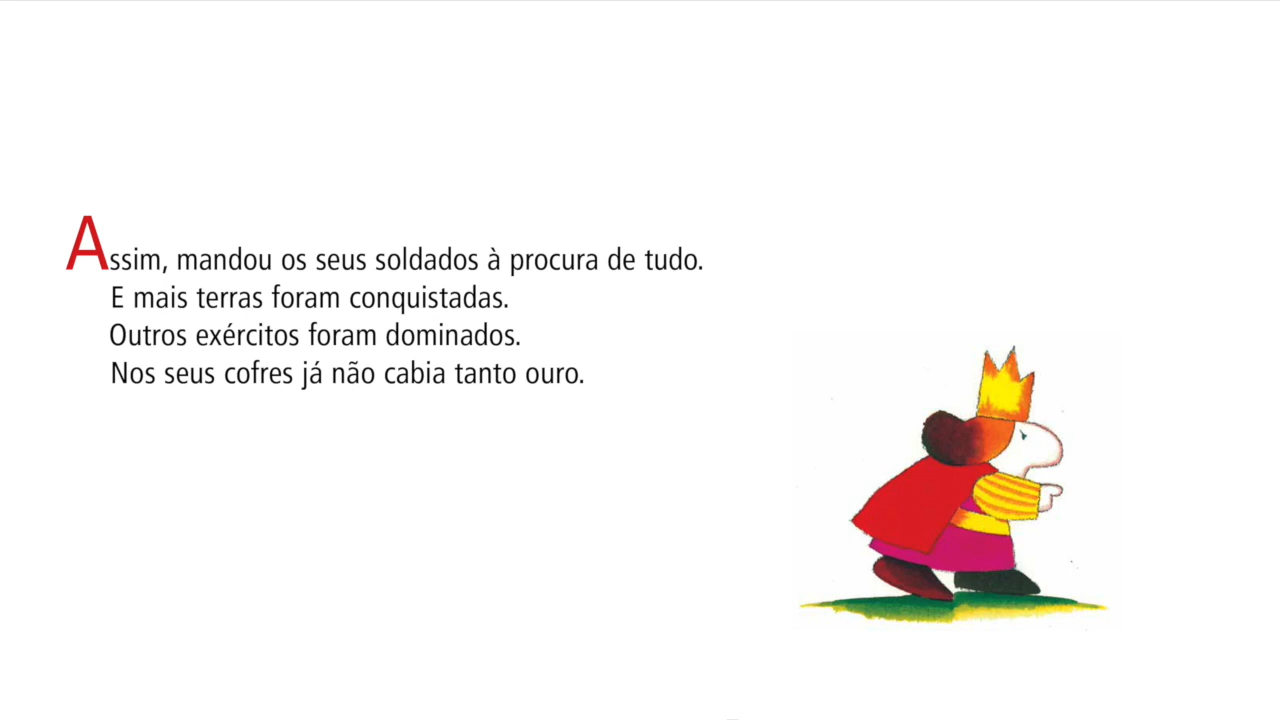 Assim, mandou os seus soldados à procura de tudo.
E mais terras foram conquistadas.
Outros exércitos foram dominados.
Nos seus cofres já não cabia tanto ouro.